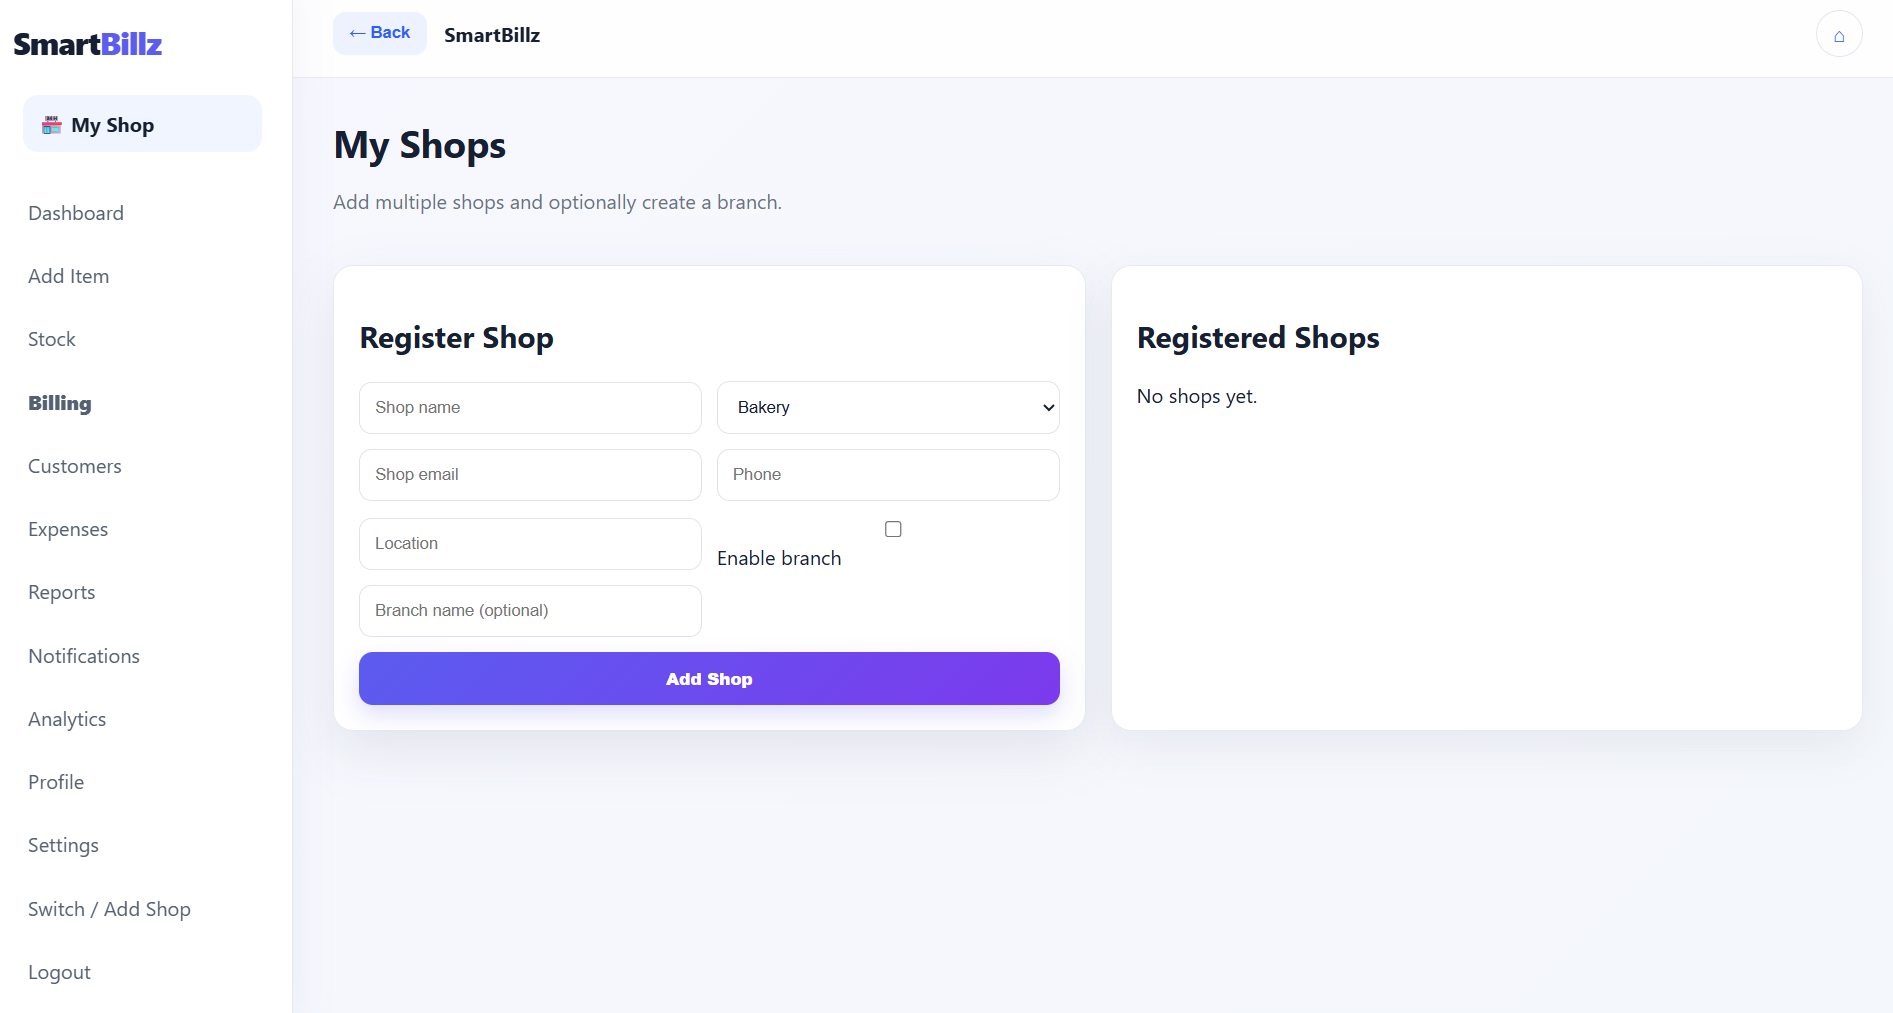 SmartBillz
My Shop
Dashboard
Add Item
Stock
Billing
Customers
Expenses
Reports
Notifications
Analytics
Profile
Settings
Switch / Add Shop
Logout
← Back
SmartBillz
My Shops
Add multiple shops and optionally create a branch.
Register Shop
Shop name
Bakery
Shop email
Phone
Location
Enable branch
Branch name (optional)
Add Shop
Registered Shops
No shops yet.